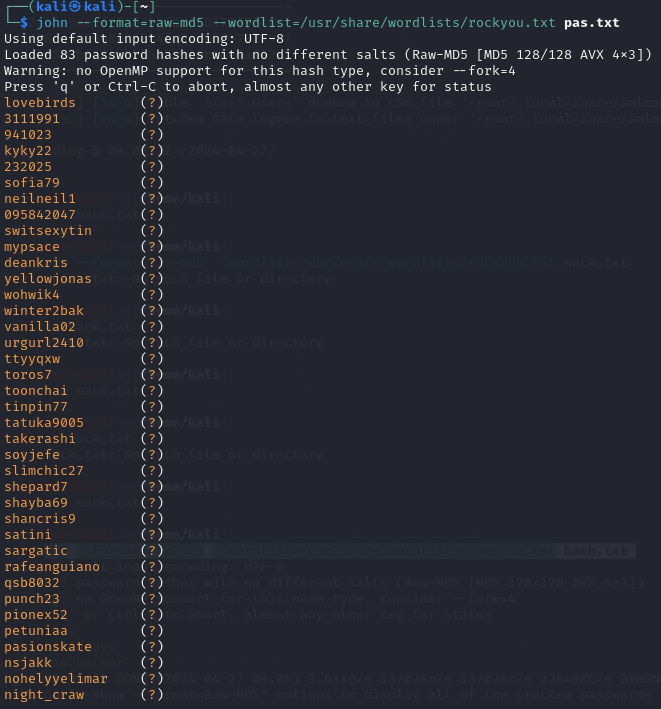 ┌──(kali㉿kali)-[~]
└─$ john --format=raw-md5 --wordlist=/usr/share/wordlists/rockyou.txt pas.txt
Using default input encoding: UTF-8
Loaded 83 password hashes with no different salts (Raw-MD5 [MD5 128/128 AVX 4×3])
Warning: no OpenMP support for this hash type, consider --fork=4
Press 'q' or Ctrl-C to abort, almost any other key for status
lovebirds (?)
3111991 (?)
941023 (?)
kyky22 (?)
232025 (?)
sofia79 (?)
neilneil1 (?)
095842047 (?)
switsexytin (?)
mypsace (?)
deankris (?)
yellowjonas (?)
wohwik4 (?)
winter2bak (?)
vanilla02 (?)
urgurl2410 (?)
ttyyqxw (?)
toros7 (?)
toonchai (?)
tinpin77 (?)
tatuka9005 (?)
takerashi (?)
soyjefe (?)
slimchic27 (?)
shepard7 (?)
shayba69 (?)
shancris9 (?)
satini (?)
sargatic (?)
rafeanguiano (?)
qsb8032 (?)
punch23 (?)
pionex52 (?)
petuniaa (?)
pasionskate (?)
nsjakk (?)
nohelyyelimar (?)
night_craw (?)